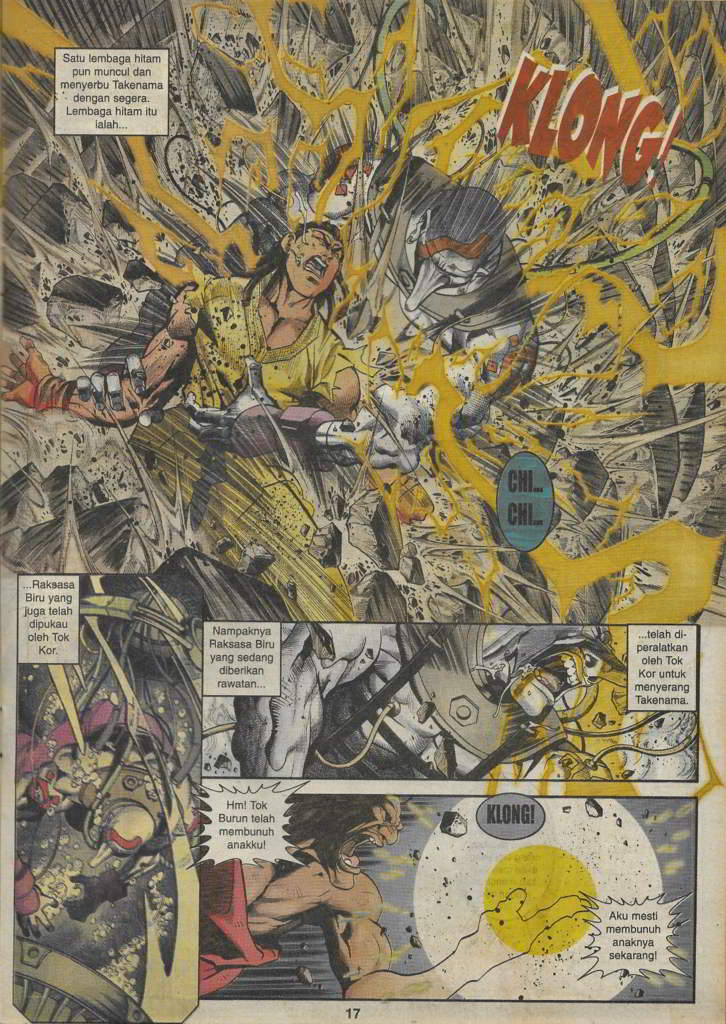 Satu lembaga hitam
pun muncul dan
menyerbu Takenama
dengan segera.
Lembaga hitam itu
ialah...
KLONG!
CHI...
CHI...
...Raksasa
Biru yang
juga telah
dipukau
oleh Tok
Kor.
Nampaknya
Raksasa Biru
yang sedang
diberikan
rawatan...
...telah di-
peralatkan
oleh Tok
Kor untuk
menyerang
Takenama.
Hm! Tok
Burun telah
membunuh
anakku!
KLONG!
Aku mesti
membunuh
anaknya
sekarang!
17